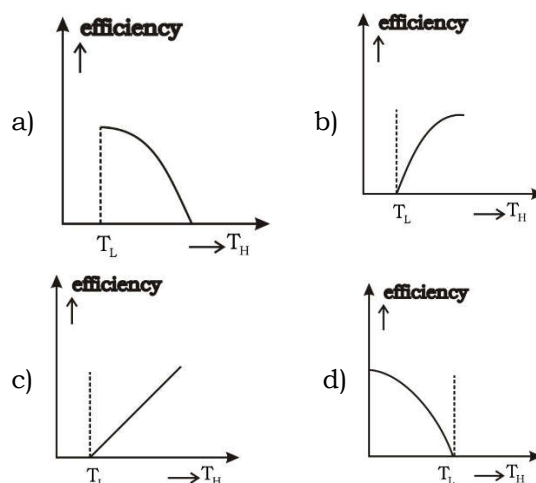 efficiency
a)
T_L
T_H
efficiency
b)
T_L
T_H
efficiency
c)
T_L
T_H
efficiency
d)
T_L
T_H